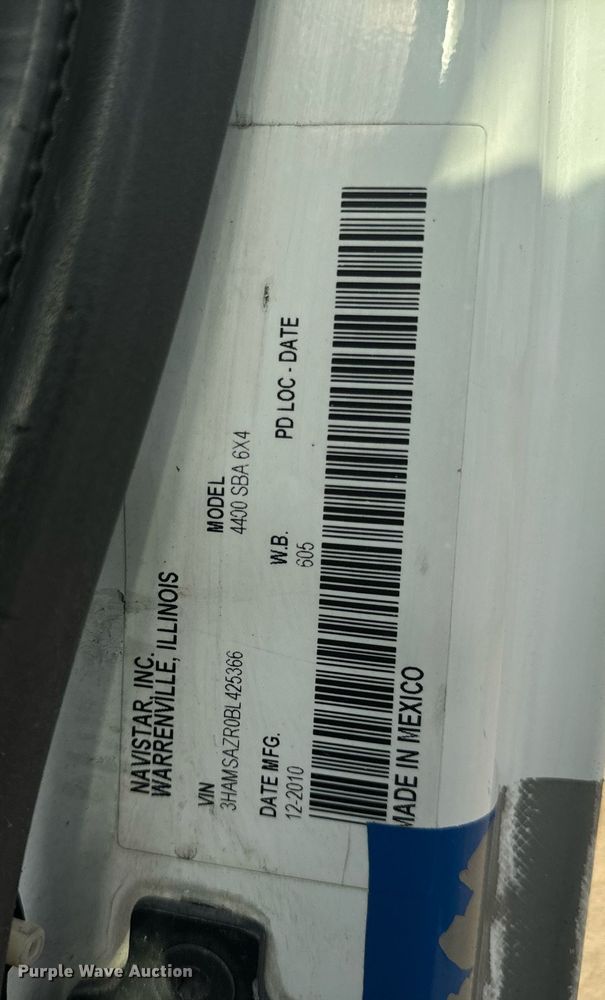 NAVISTAR, INC.
WARRENVILLE, ILLINOIS
VIN
3HAMSAZR0BL425366
MODEL
4400 SBA 6X4
DATE MFG.
12-2010
W.B.
605
PD LOC - DATE
MADE IN MEXICO
Purple Wave Auction